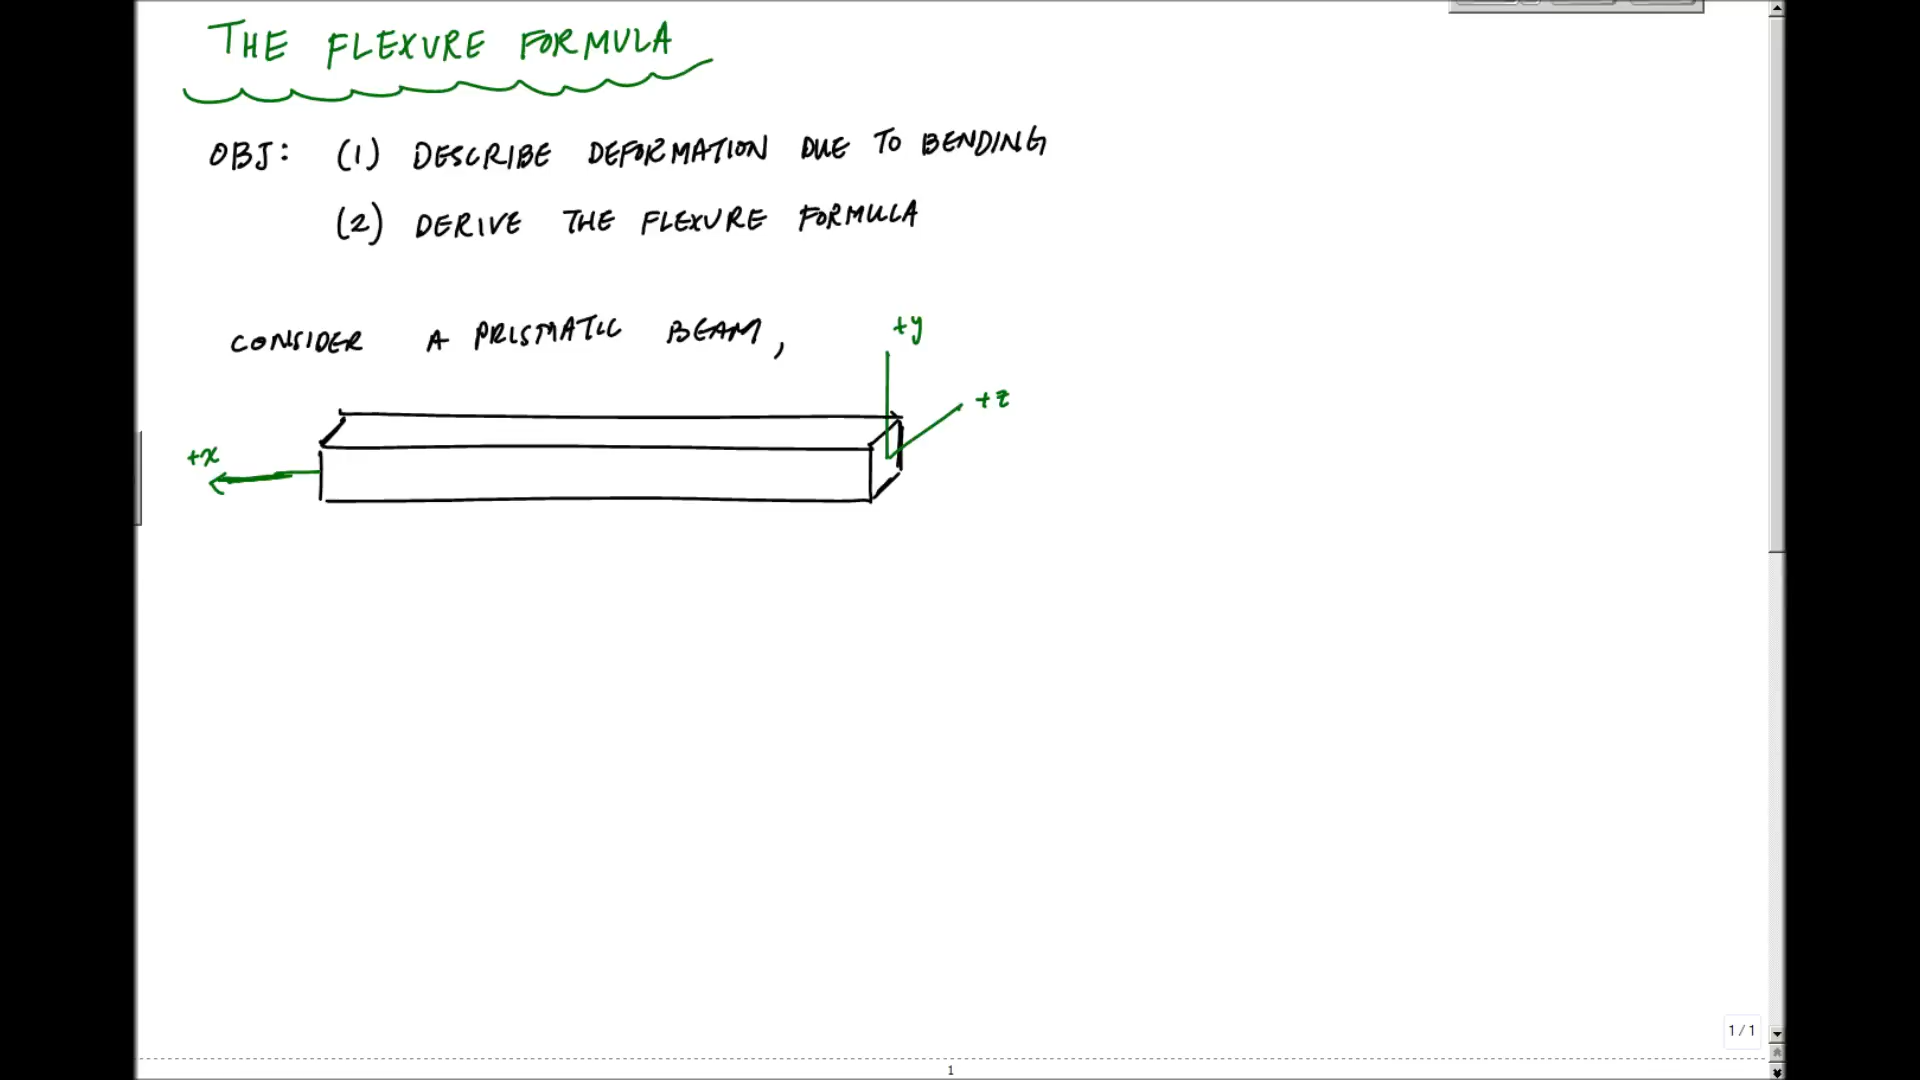 THE FLEXURE FORMULA
OBJ: (1) DESCRIBE DEFORMATION DUE TO BENDING
(2) DERIVE THE FLEXURE FORMULA
CONSIDER A PRISMATIC BEAM,
+y
+z
+x
1 / 1
1